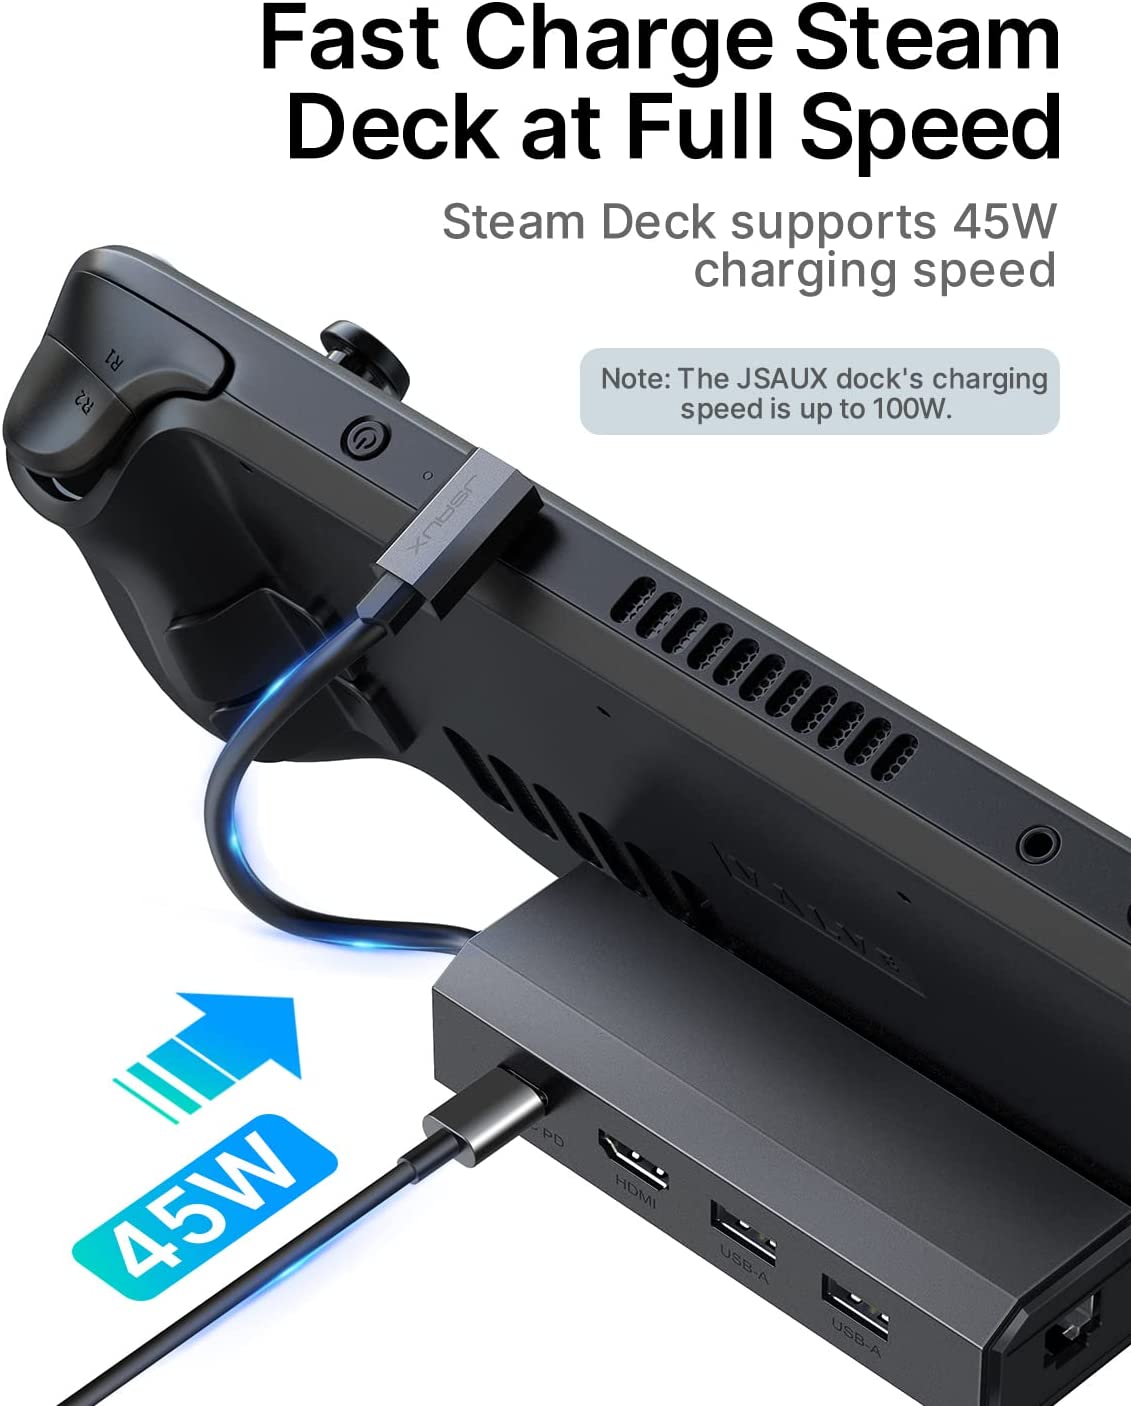 Fast Charge Steam
Deck at Full Speed
Steam Deck supports 45W
charging speed
Note: The JSAUX dock's charging
speed is up to 100W.
R1
R2
JSAUX
45W
PD
HDMI
USB-A
USB-A